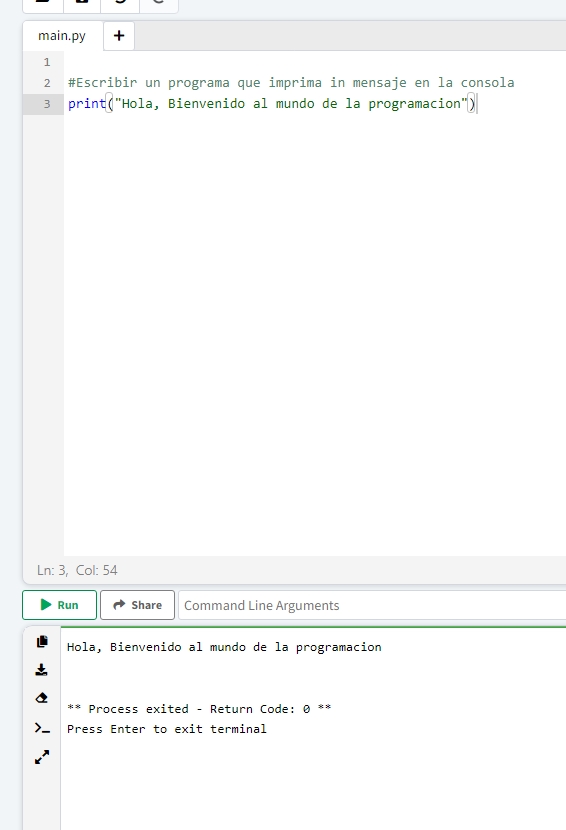 main.py +
1
2 #Escribir un programa que imprima in mensaje en la consola
3 print("Hola, Bienvenido al mundo de la programacion")
Ln: 3, Col: 54
Run Share Command Line Arguments
Hola, Bienvenido al mundo de la programacion
** Process exited - Return Code: 0 **
Press Enter to exit terminal